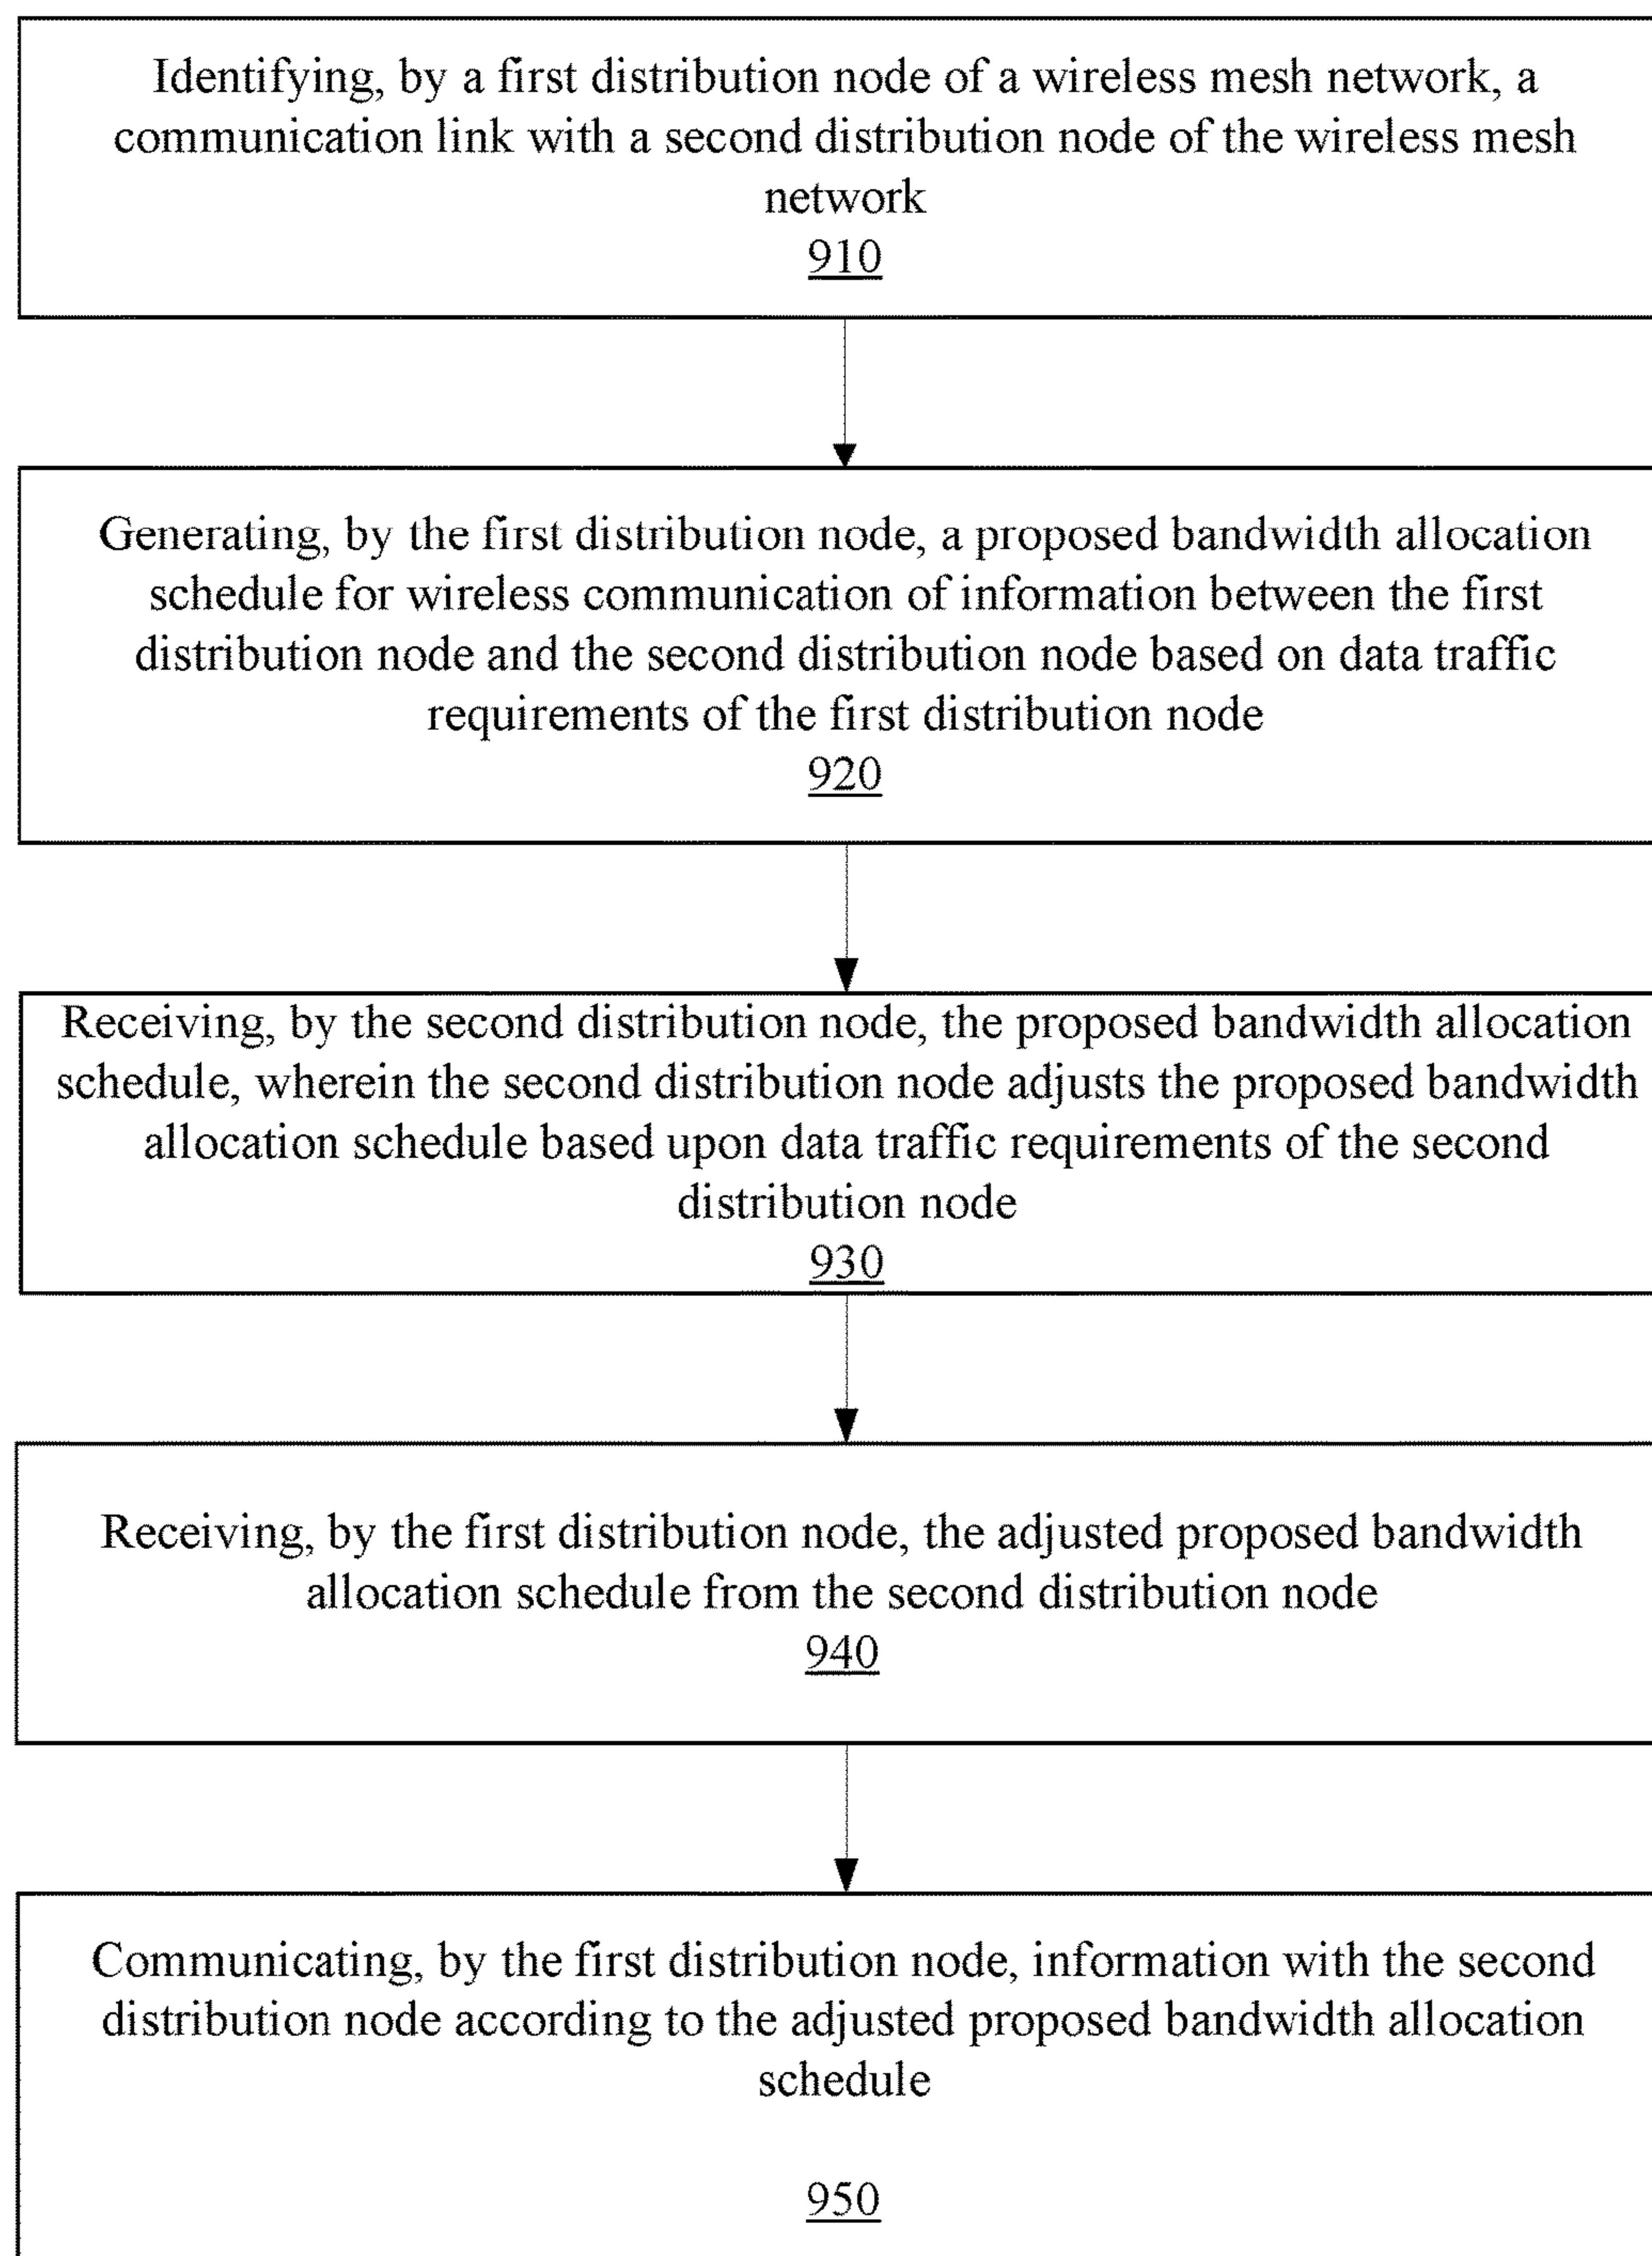 Identifying, by a first distribution node of a wireless mesh network, a
communication link with a second distribution node of the wireless mesh
network
910
Generating, by the first distribution node, a proposed bandwidth allocation
schedule for wireless communication of information between the first
distribution node and the second distribution node based on data traffic
requirements of the first distribution node
920
Receiving, by the second distribution node, the proposed bandwidth allocation
schedule, wherein the second distribution node adjusts the proposed bandwidth
allocation schedule based upon data traffic requirements of the second
distribution node
930
Receiving, by the first distribution node, the adjusted proposed bandwidth
allocation schedule from the second distribution node
940
Communicating, by the first distribution node, information with the second
distribution node according to the adjusted proposed bandwidth allocation
schedule
950